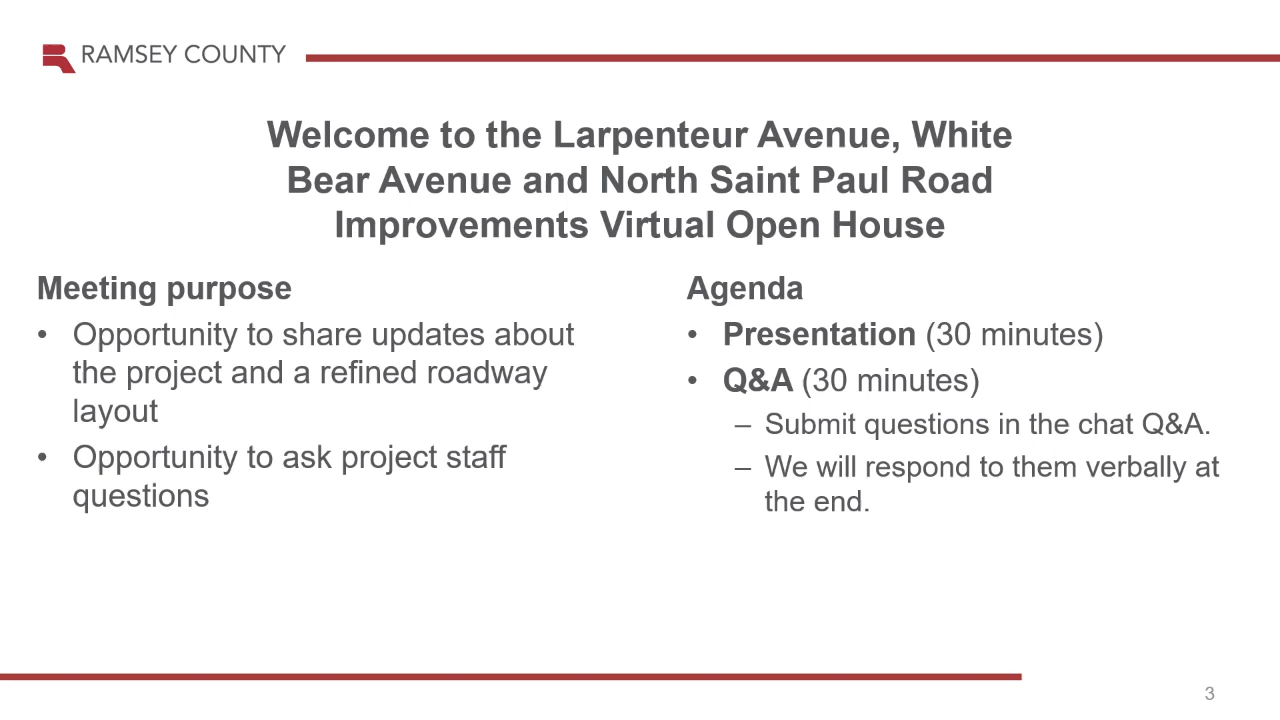 RAMSEY COUNTY
Welcome to the Larpenteur Avenue, White
Bear Avenue and North Saint Paul Road
Improvements Virtual Open House
Meeting purpose
• Opportunity to share updates about
the project and a refined roadway
layout
• Opportunity to ask project staff
questions
Agenda
• Presentation (30 minutes)
• Q&A (30 minutes)
– Submit questions in the chat Q&A.
– We will respond to them verbally at
the end.
3